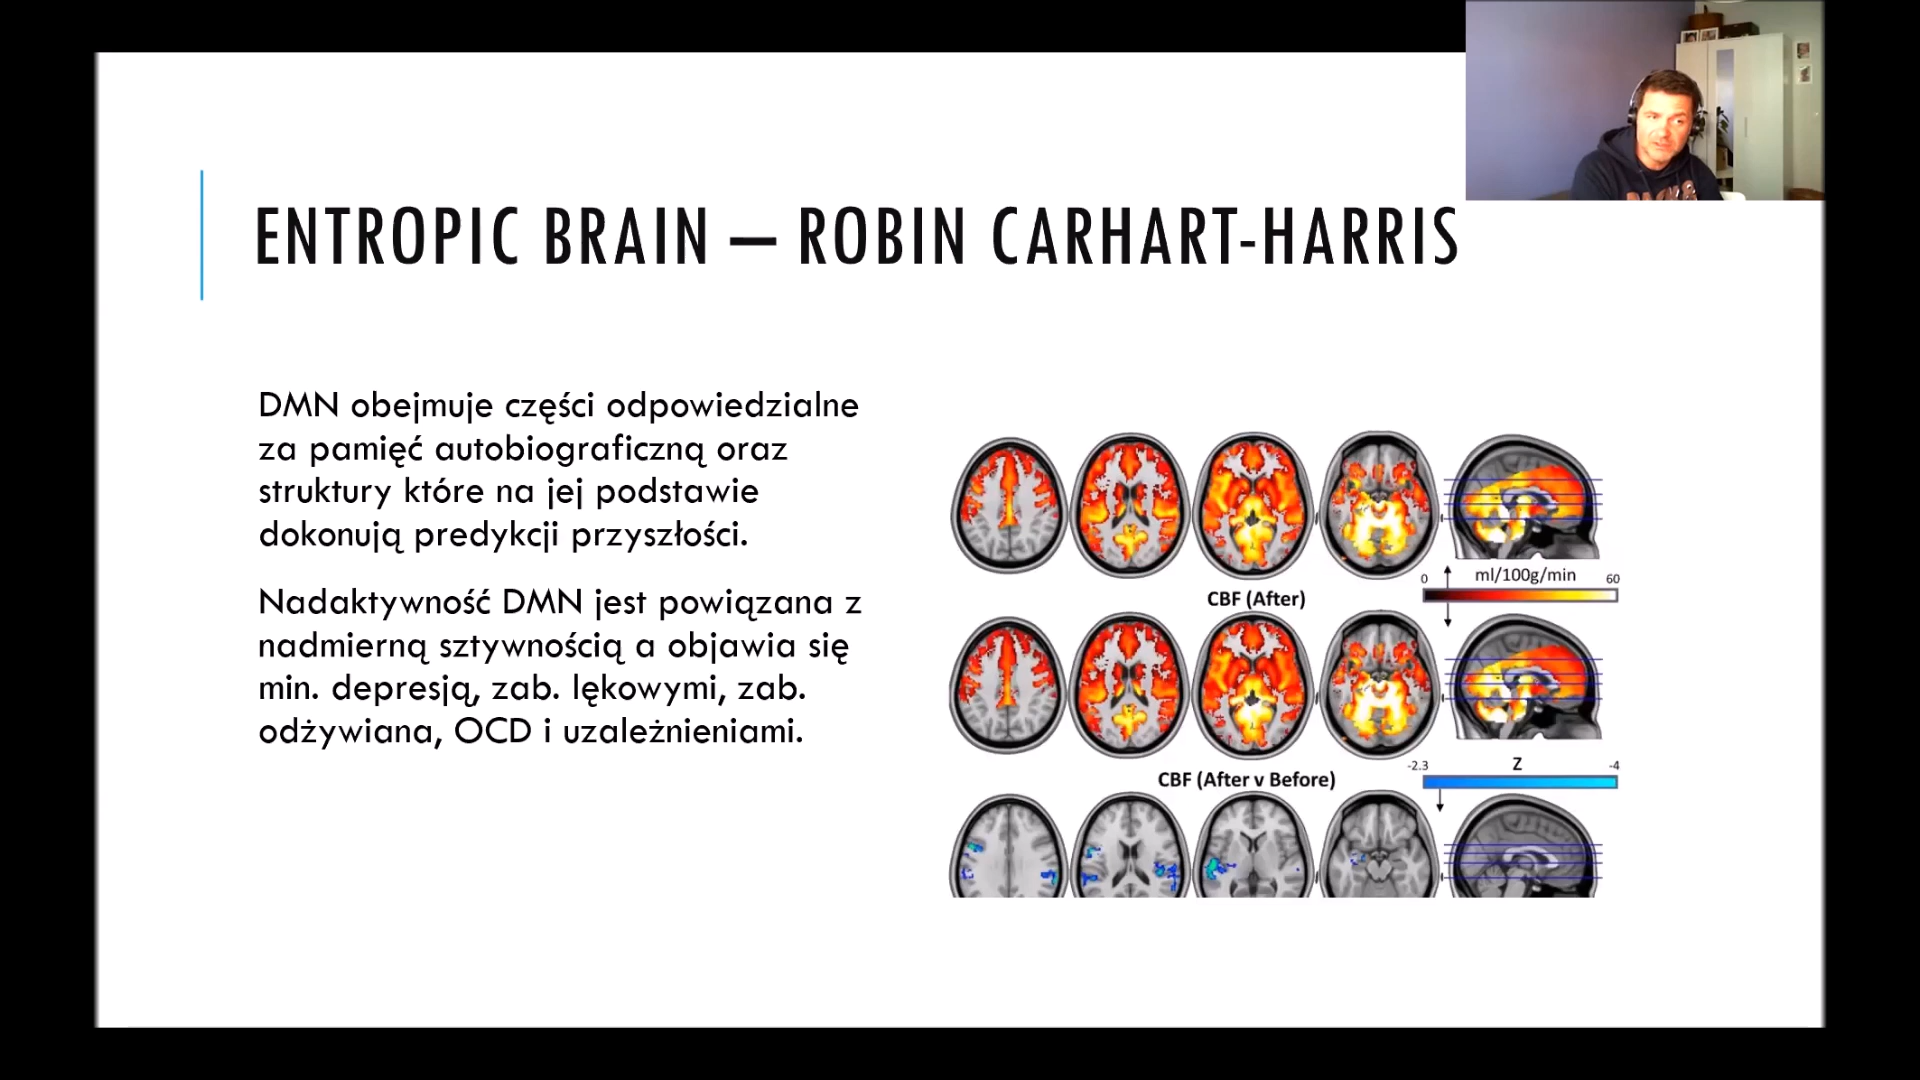 ENTROPIC BRAIN – ROBIN CARHART-HARRIS
DMN obejmuje części odpowiedzialne
za pamięć autobiograficzną oraz
struktury które na jej podstawie
dokonują predykcji przyszłości.
Nadaktywność DMN jest powiązana z
nadmierną sztywnością a objawia się
min. depresją, zab. lękowymi, zab.
odżywiana, OCD i uzależnieniami.
0 ml/100g/min 60
CBF (After)
CBF (After v Before)
-2.3 Z -4